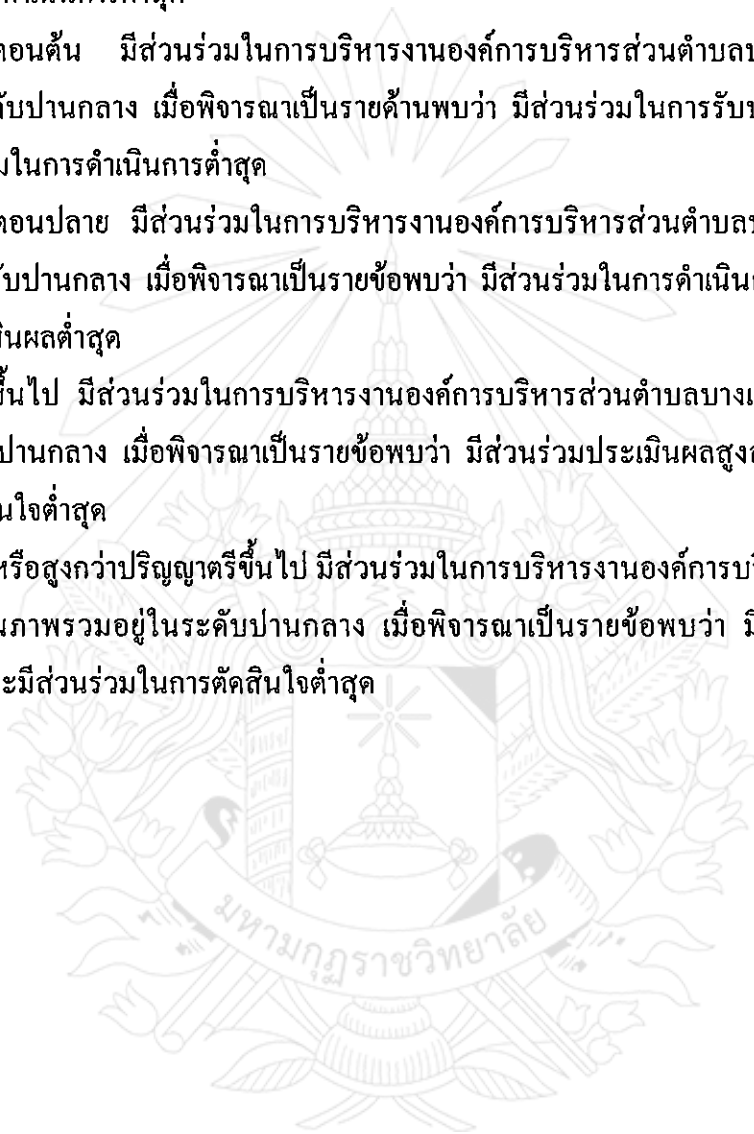 ตอนต้น มีส่วนร่วมในการบริหารงานองค์การบริหารส่วนตำบล
ับปานกลาง เมื่อพิจารณาเป็นรายด้านพบว่า มีส่วนร่วมในการรับ
มในการดำเนินการต่ำสุด
ตอนปลาย มีส่วนร่วมในการบริหารงานองค์การบริหารส่วนตำบล
ับปานกลาง เมื่อพิจารณาเป็นรายข้อพบว่า มีส่วนร่วมในการดำเนิน
ินผลต่ำสุด
ขึ้นไป มีส่วนร่วมในการบริหารงานองค์การบริหารส่วนตำบลบางเ
ปานกลาง เมื่อพิจารณาเป็นรายข้อพบว่า มีส่วนร่วมประเมินผลสูง
นใจต่ำสุด
หรือสูงกว่าปริญญาตรีขึ้นไป มีส่วนร่วมในการบริหารงานองค์การบริ
นภาพรวมอยู่ในระดับปานกลาง เมื่อพิจารณาเป็นรายข้อพบว่า มี
ะมีส่วนร่วมในการตัดสินใจต่ำสุด
มหามกุฏราชวิทยาลัย